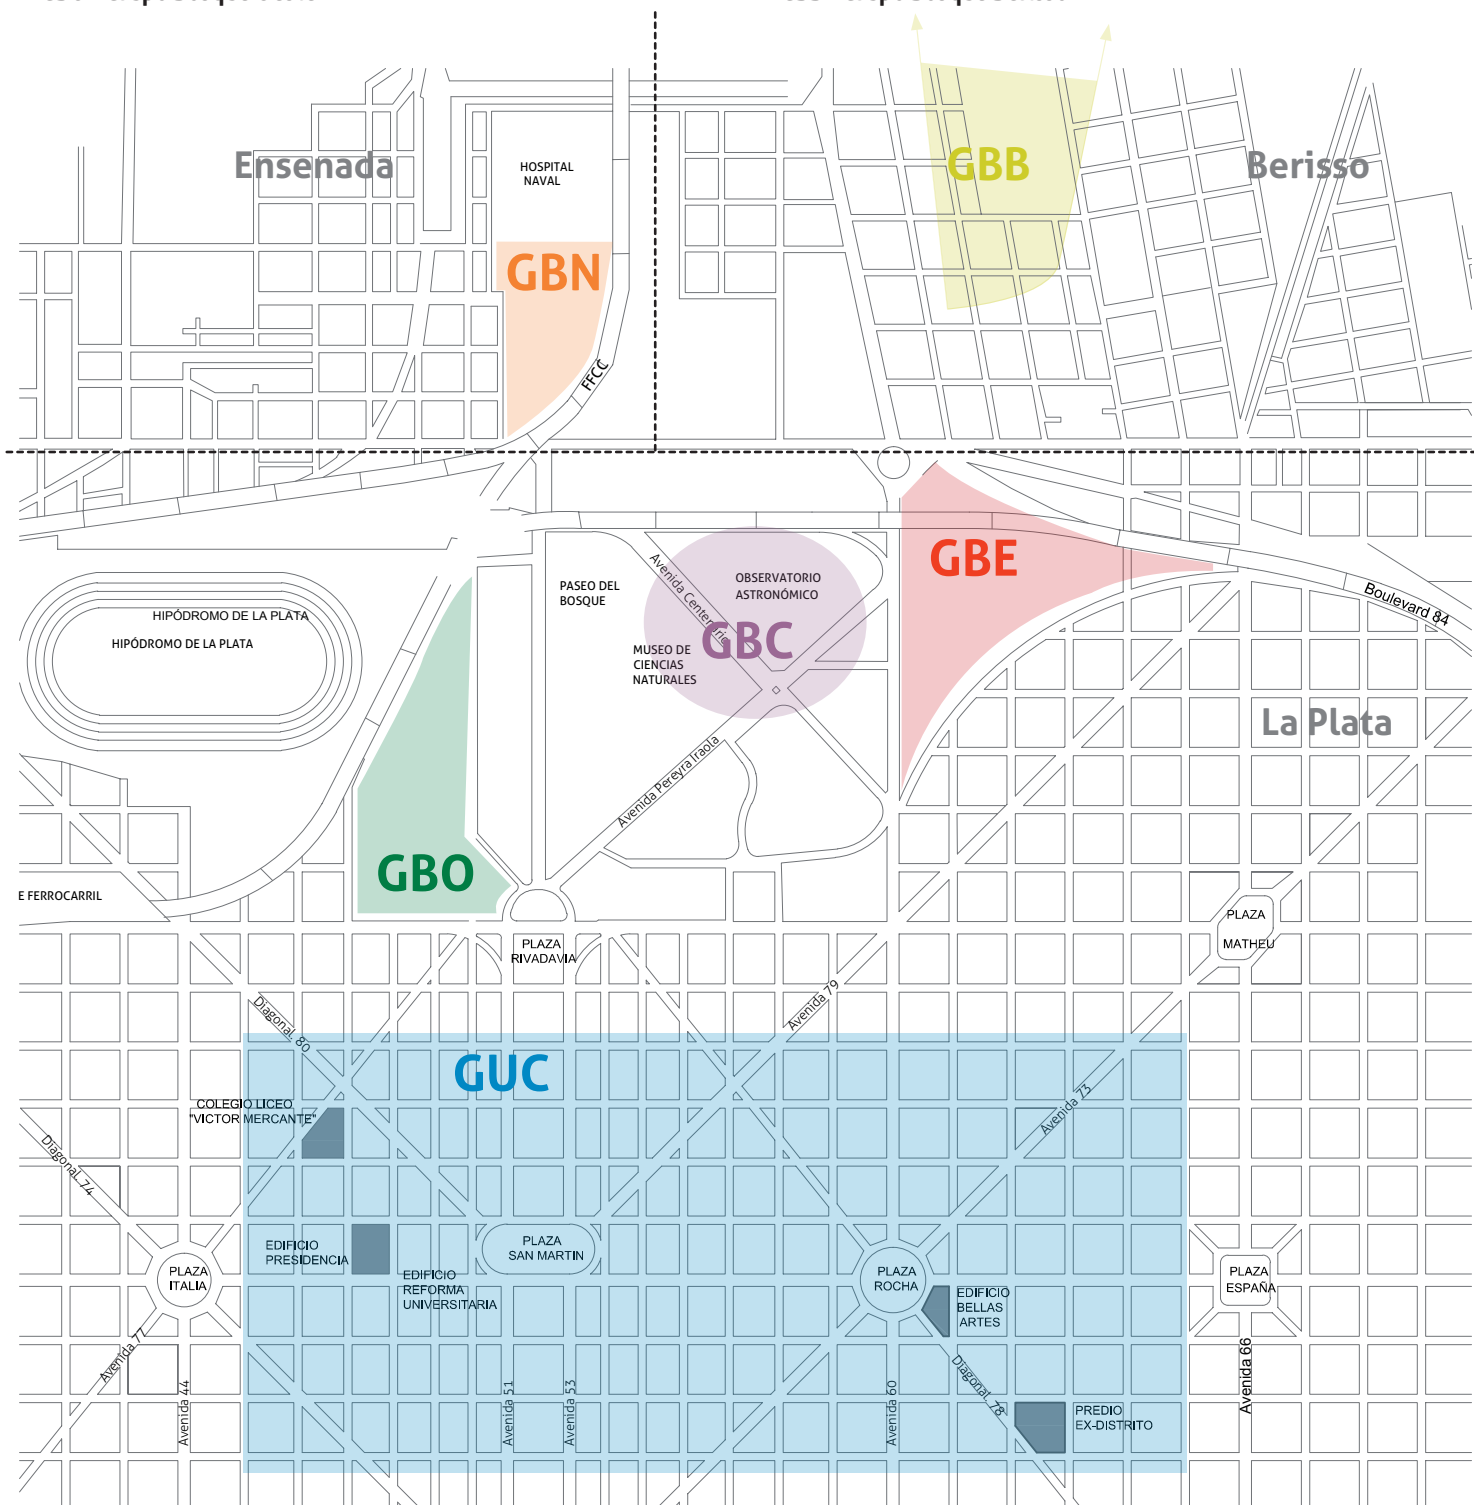 Ensenada
HOSPITAL
NAVAL
GBB
Berisso
GBN
FFCC
GBE
OBSERVATORIO
ASTRONÓMICO
PASEO DEL
BOSQUE
Avenida Centenario
GBC
Boulevard 84
HIPÓDROMO DE LA PLATA
HIPÓDROMO DE LA PLATA
MUSEO DE
CIENCIAS
NATURALES
La Plata
Avenida Pereyra Iraola
GBO
E FERROCARRIL
PLAZA
MATHEU
PLAZA
RIVADAVIA
Diagonal 80
Avenida 79
GUC
COLEGIO LICEO
"VICTOR MERCANTE"
Avenida 73
Diagonal 74
EDIFICIO
PRESIDENCIA
PLAZA
SAN MARTIN
PLAZA
ITALIA
EDIFICIO
REFORMA
UNIVERSITARIA
PLAZA
ROCHA
EDIFICIO
BELLAS
ARTES
PLAZA
ESPAÑA
Avenida 77
Avenida 44
Avenida 51
Avenida 53
Avenida 60
Diagonal 78
Avenida 66
PREDIO
EX-DISTRITO